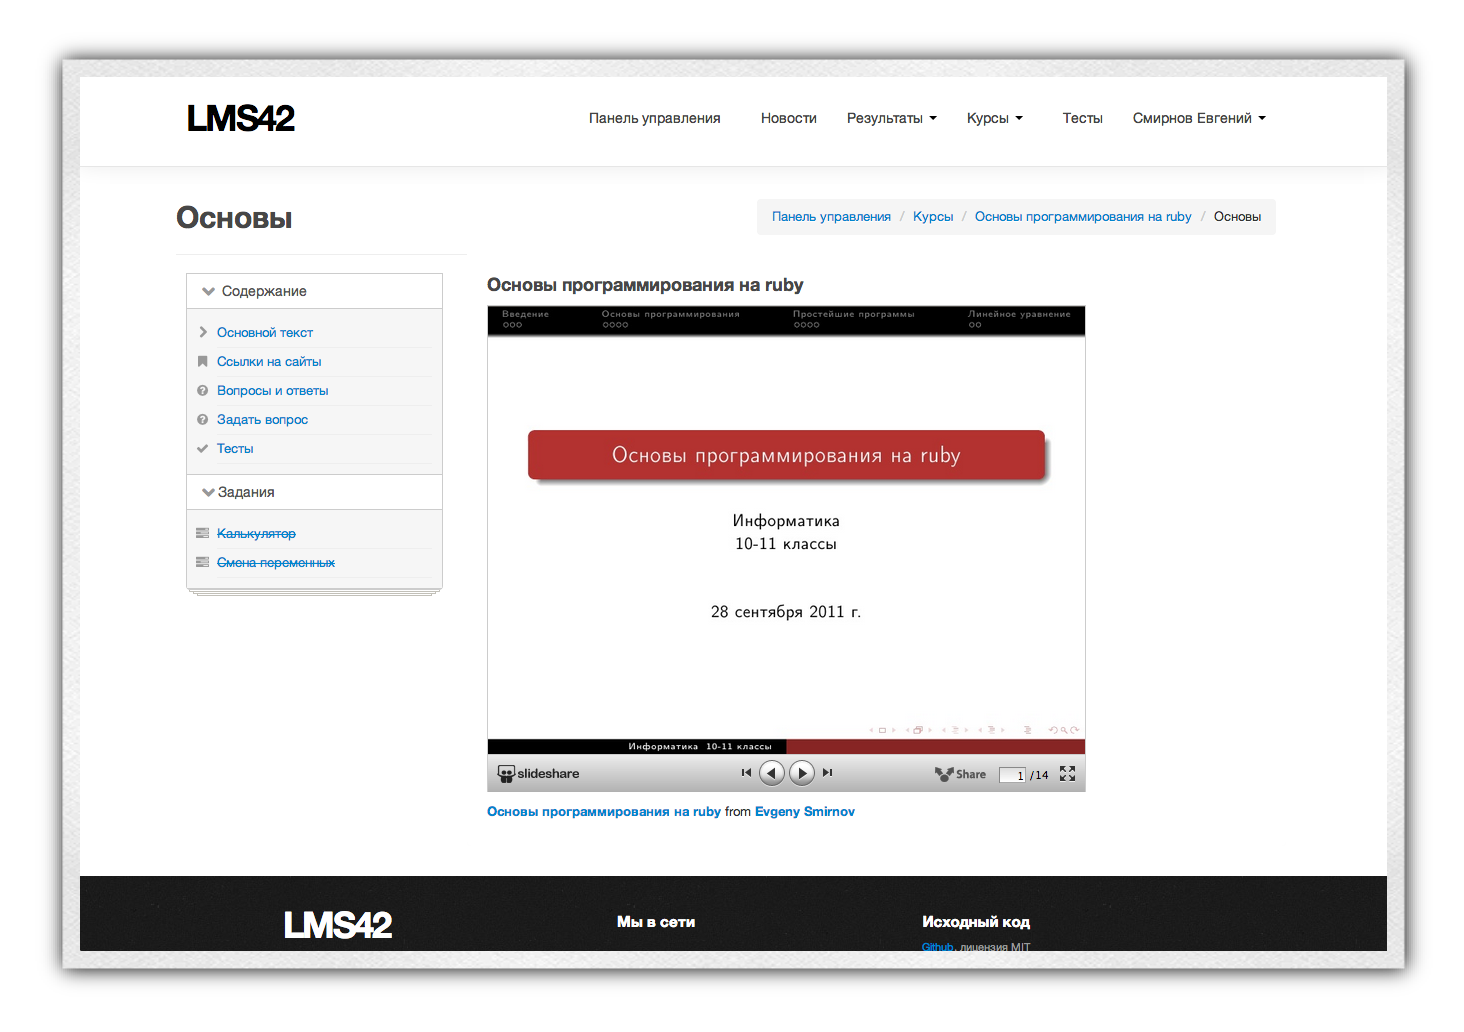 LMS42
Панель управления Новости Результаты Курсы Тесты Смирнов Евгений
Основы
Панель управления / Курсы / Основы программирования на ruby / Основы
Содержание
Основной текст
Ссылки на сайты
Вопросы и ответы
Задать вопрос
Тесты
Задания
Калькулятор
Смена переменных
Основы программирования на ruby
Введение Основы программирования Простейшие программы Линейное уравнение
Основы программирования на ruby
Информатика
10-11 классы
28 сентября 2011 г.
Информатика 10-11 классы
slideshare Share 1 /14
Основы программирования на ruby from Evgeny Smirnov
LMS42 Мы в сети Исходный код
Github, лицензия MIT